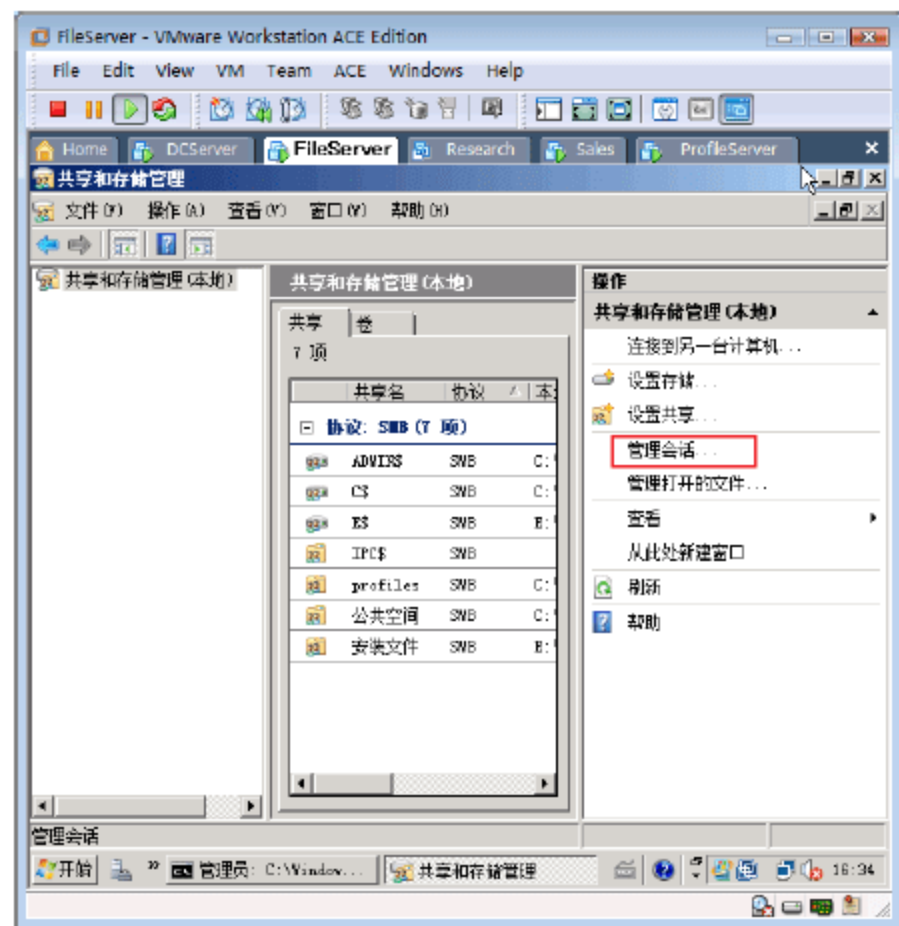 FileServer - VMware Workstation ACE Edition
File Edit View VM Team ACE Windows Help
Home DCServer FileServer Research Sales ProfileServer
共享和存储管理
文件(F) 操作(A) 查看(V) 窗口(W) 帮助(H)
共享和存储管理(本地)
共享和存储管理(本地)
共享 卷
7 项
共享名 协议
协议: SMB (7 项)
ADMIN$ SMB C:
C$ SMB C:
E$ SMB E:
IPC$ SMB
profiles SMB C:
公共空间 SMB C:
安装文件 SMB E:
操作
共享和存储管理(本地)
连接到另一台计算机...
设置存储...
设置共享...
管理会话...
管理打开的文件...
查看
从此处新建窗口
刷新
帮助
管理会话
开始 管理员: C:\Window... 共享和存储管理 16:34